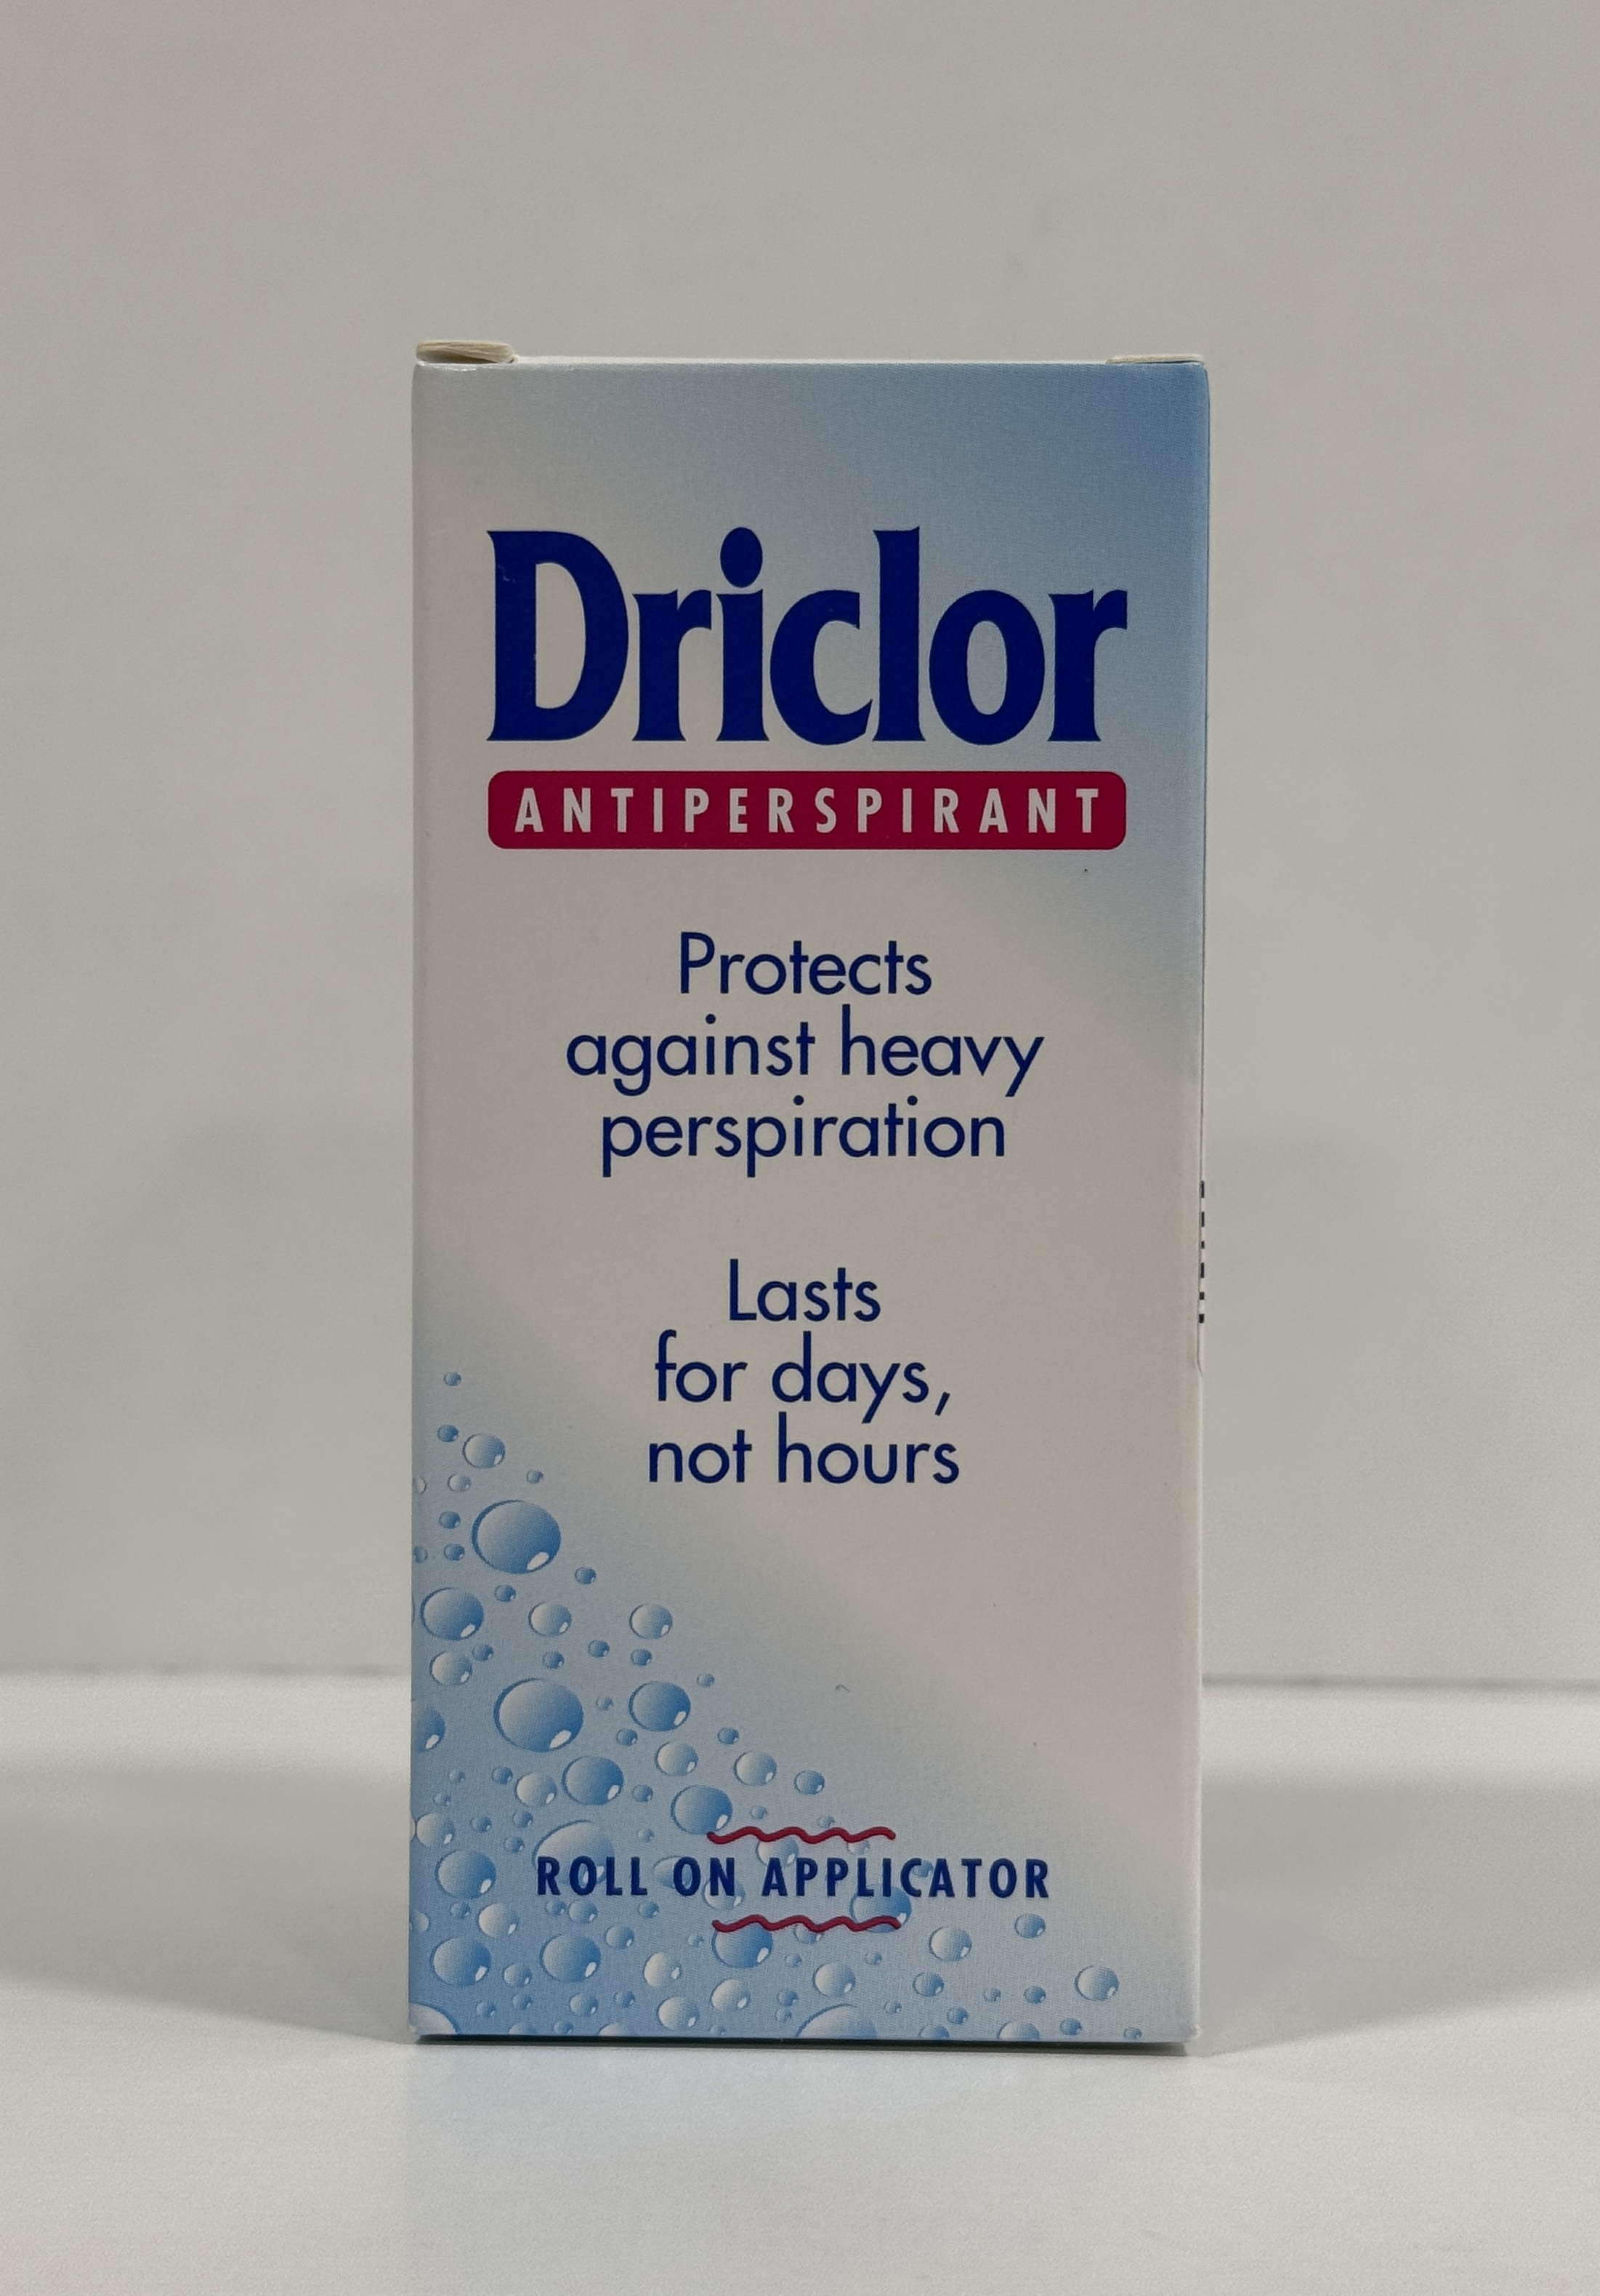 Driclor
ANTIPERSPIRANT
Protects
against heavy
perspiration
Lasts
for days,
not hours
ROLL ON APPLICATOR